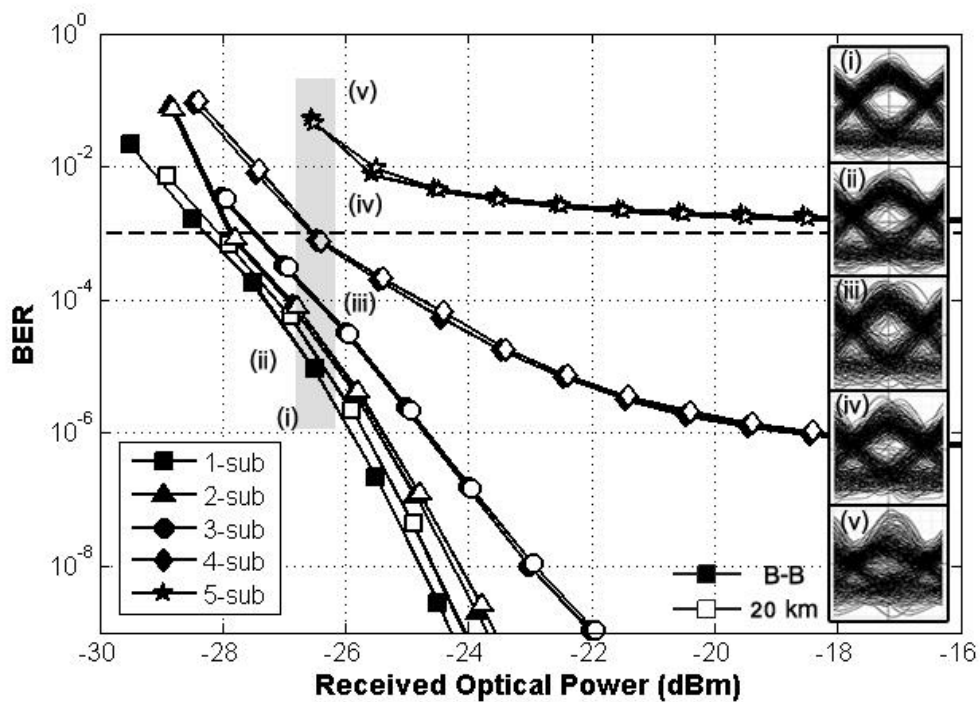 10^0
10^-2
10^-4
10^-6
10^-8
BER
(v)
(iv)
(iii)
(ii)
(i)
(i)
(ii)
(iii)
(iv)
(v)
1-sub
2-sub
3-sub
4-sub
5-sub
B-B
20 km
-30 -28 -26 -24 -22 -20 -18 -16
Received Optical Power (dBm)